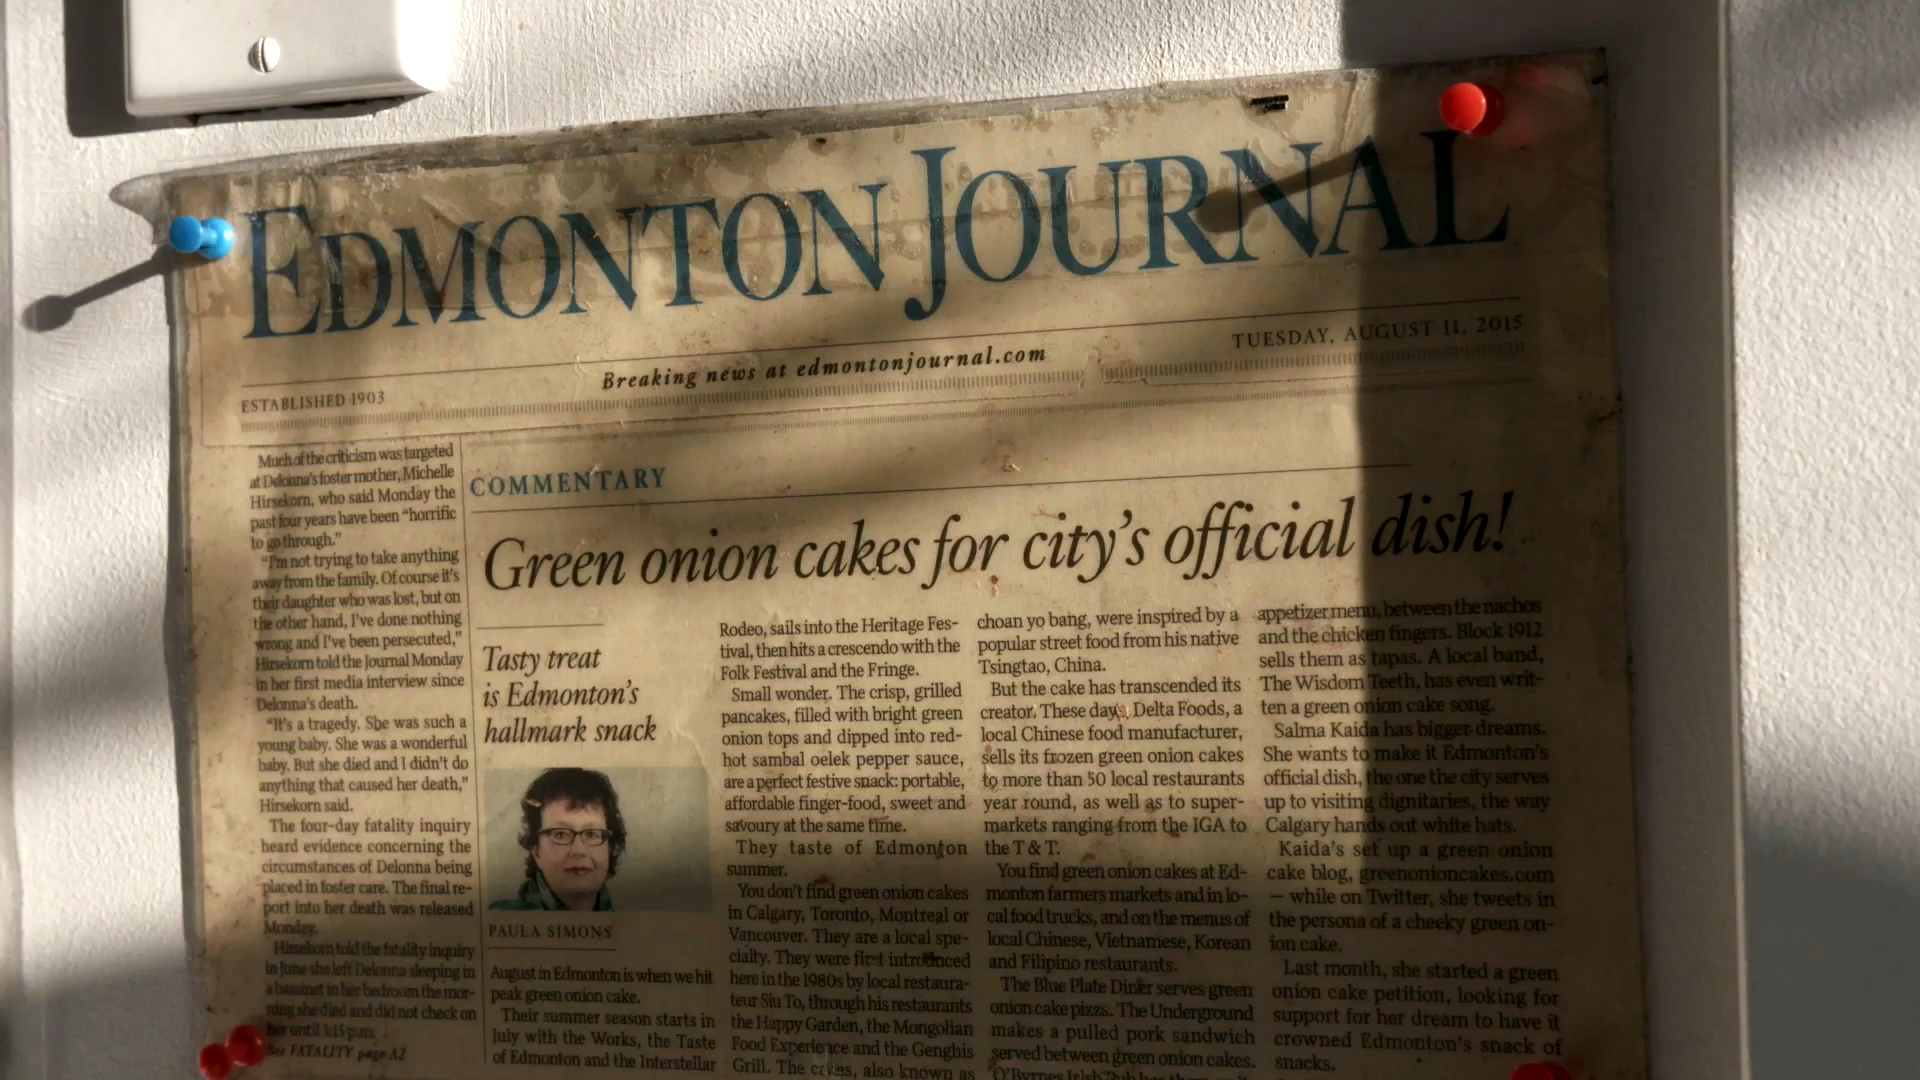 EDMONTON JOURNAL
TUESDAY, AUGUST 11, 2015
Breaking news at edmontonjournal.com
ESTABLISHED 1903
Much of the criticism was targeted
at Delonna's foster mother, Michelle
Hirsekorn, who said Monday the
past four years have been “horrific
to go through.”
“I'm not trying to take anything
away from the family. Of course it's
their daughter who was lost, but on
the other hand, I've done nothing
wrong and I've been persecuted,”
Hirsekorn told the Journal Monday
in her first media interview since
Delonna's death.
“It's a tragedy. She was such a
young baby. She was a wonderful
baby. But she died and I didn't do
anything that caused her death,”
Hirsekorn said.
The four-day fatality inquiry
heard evidence concerning the
circumstances of Delonna being
placed in foster care. The final re-
port into her death was released
Monday.
Hirsekorn told the fatality inquiry
in June she left Delonna sleeping in
a bassinet in her bedroom the mor-
ning she died and did not check on
her until 3:15 p.m.
See FATALITY page A2
COMMENTARY
Green onion cakes for city's official dish!
Tasty treat
is Edmonton's
hallmark snack
PAULA SIMONS
August in Edmonton is when we hit
peak green onion cake.
Their summer season starts in
July with the Works, the Taste
of Edmonton and the Interstellar
Rodeo, sails into the Heritage Fes-
tival, then hits a crescendo with the
Folk Festival and the Fringe.
Small wonder. The crisp, grilled
pancakes, filled with bright green
onion tops and dipped into red-
hot sambal oelek pepper sauce,
are a perfect festive snack: portable,
affordable finger-food, sweet and
savoury at the same time.
They taste of Edmonton
summer.
You don't find green onion cakes
in Calgary, Toronto, Montreal or
Vancouver. They are a local spe-
cialty. They were first introduced
here in the 1980s by local restaura-
teur Siu To, through his restaurants
the Happy Garden, the Mongolian
Food Experience and the Genghis
Grill. The cakes, also known as
choan yo bang, were inspired by a
popular street food from his native
Tsingtao, China.
But the cake has transcended its
creator. These days, Delta Foods, a
local Chinese food manufacturer,
sells its frozen green onion cakes
to more than 50 local restaurants
year round, as well as to super-
markets ranging from the IGA to
the T & T.
You find green onion cakes at Ed-
monton farmers markets and in lo-
cal food trucks, and on the menus of
local Chinese, Vietnamese, Korean
and Filipino restaurants.
The Blue Plate Diner serves green
onion cake pizza. The Underground
makes a pulled pork sandwich
served between green onion cakes.
O'Byrnes Irish Pub has
appetizer menu, between the nachos
and the chicken fingers. Block 1912
sells them as tapas. A local band,
The Wisdom Teeth, has even writ-
ten a green onion cake song.
Salma Kaida has bigger dreams.
She wants to make it Edmonton's
official dish, the one the city serves
up to visiting dignitaries, the way
Calgary hands out white hats.
Kaida's set up a green onion
cake blog, greenonioncakes.com
— while on Twitter, she tweets in
the persona of a cheeky green on-
ion cake.
Last month, she started a green
onion cake petition, looking for
support for her dream to have it
crowned Edmonton's snack of
snacks.